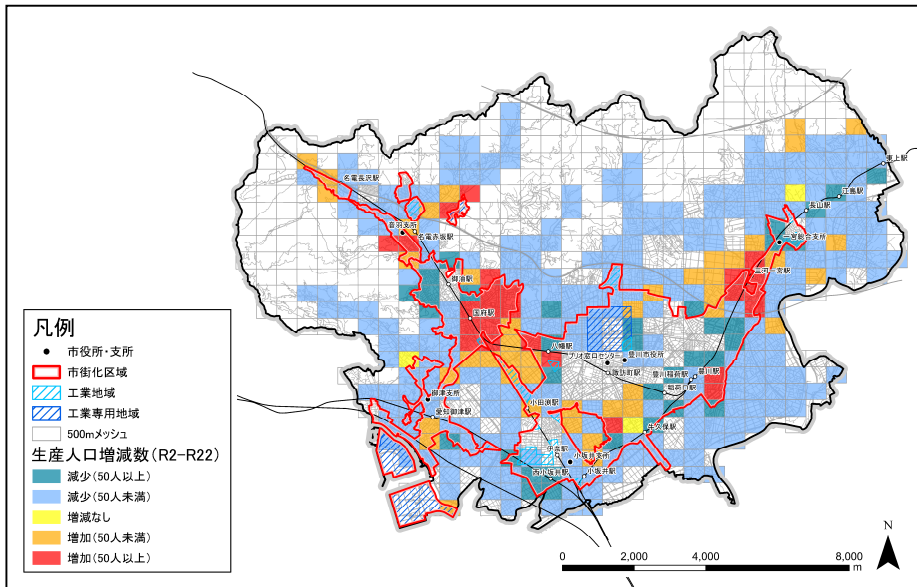 東上駅
江島駅
長山駅
名電長沢駅
一宮総合支所
音羽支所
名電赤坂駅
三河一宮駅
御油駅
国府駅
八幡駅
プリオ窓口センター
豊川市役所
諏訪町駅
豊川稲荷駅
豊川駅
稲荷口駅
御津支所
愛知御津駅
小田渕駅
牛久保駅
伊奈駅
小坂井支所
西小坂井駅
小坂井駅
凡例
市役所・支所
市街化区域
工業地域
工業専用地域
500mメッシュ
生産人口増減数(R2-R22)
減少(50人以上)
減少(50人未満)
増減なし
増加(50人未満)
増加(50人以上)
N
0 2,000 4,000 8,000
m